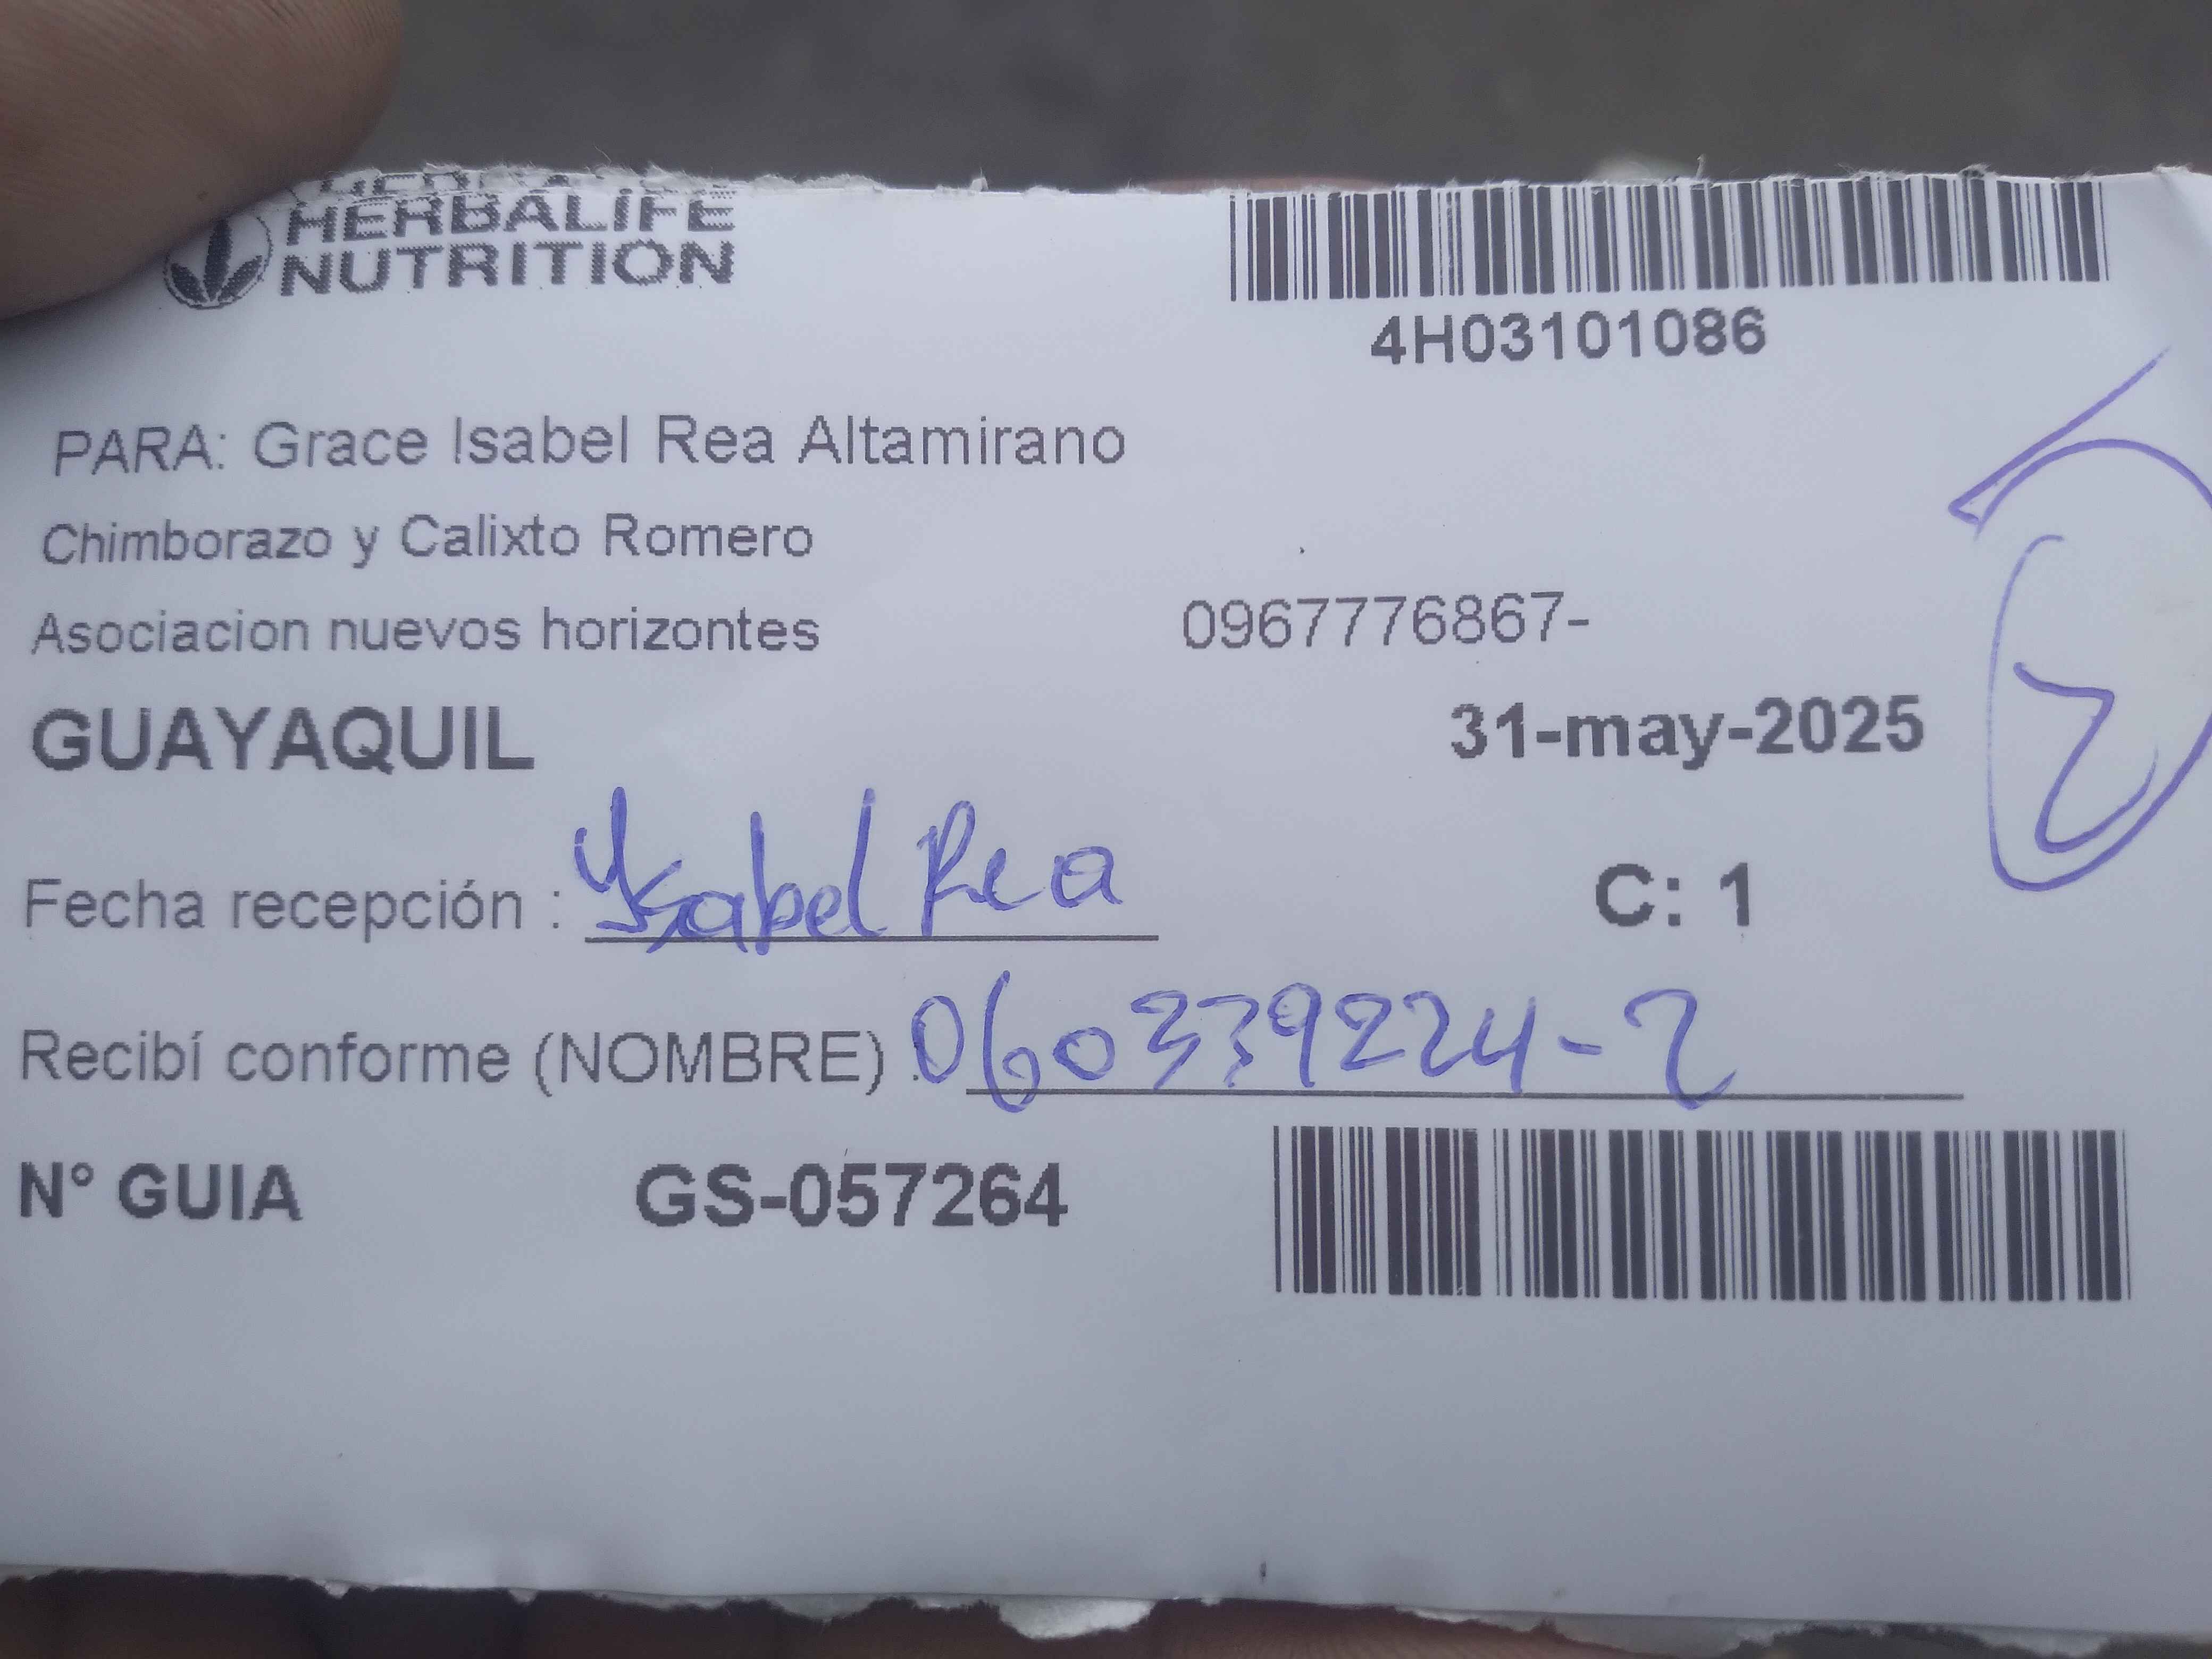 HERBALIFE
NUTRITION
4H03101086
PARA: Grace Isabel Rea Altamirano
Chimborazo y Calixto Romero
Asociacion nuevos horizontes 0967776867-
GUAYAQUIL 31-may-2025
Fecha recepción : Ysabel Rea C: 1
Recibí conforme (NOMBRE) : 060339224-2
N° GUIA GS-057264